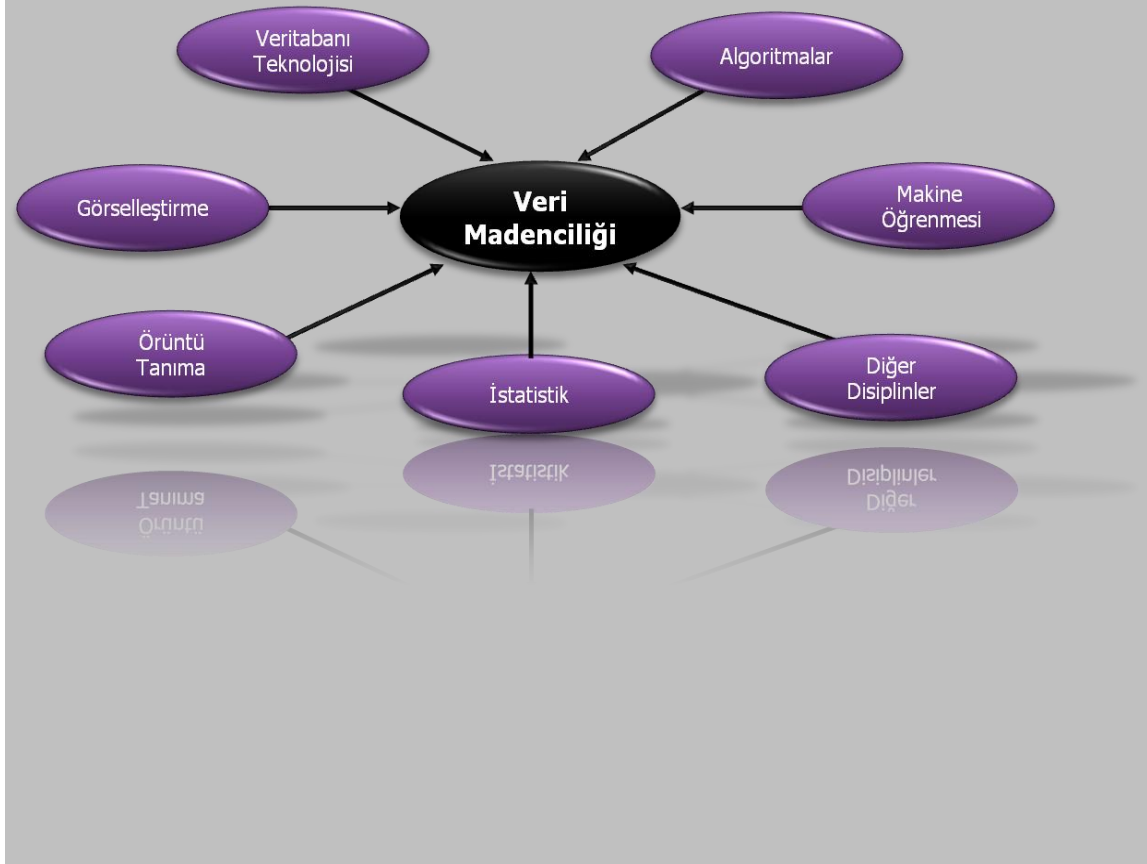 Veritabanı
Teknolojisi
Algoritmalar
Görselleştirme
Veri
Madenciliği
Makine
Öğrenmesi
Örüntü
Tanıma
İstatistik
Diğer
Disiplinler